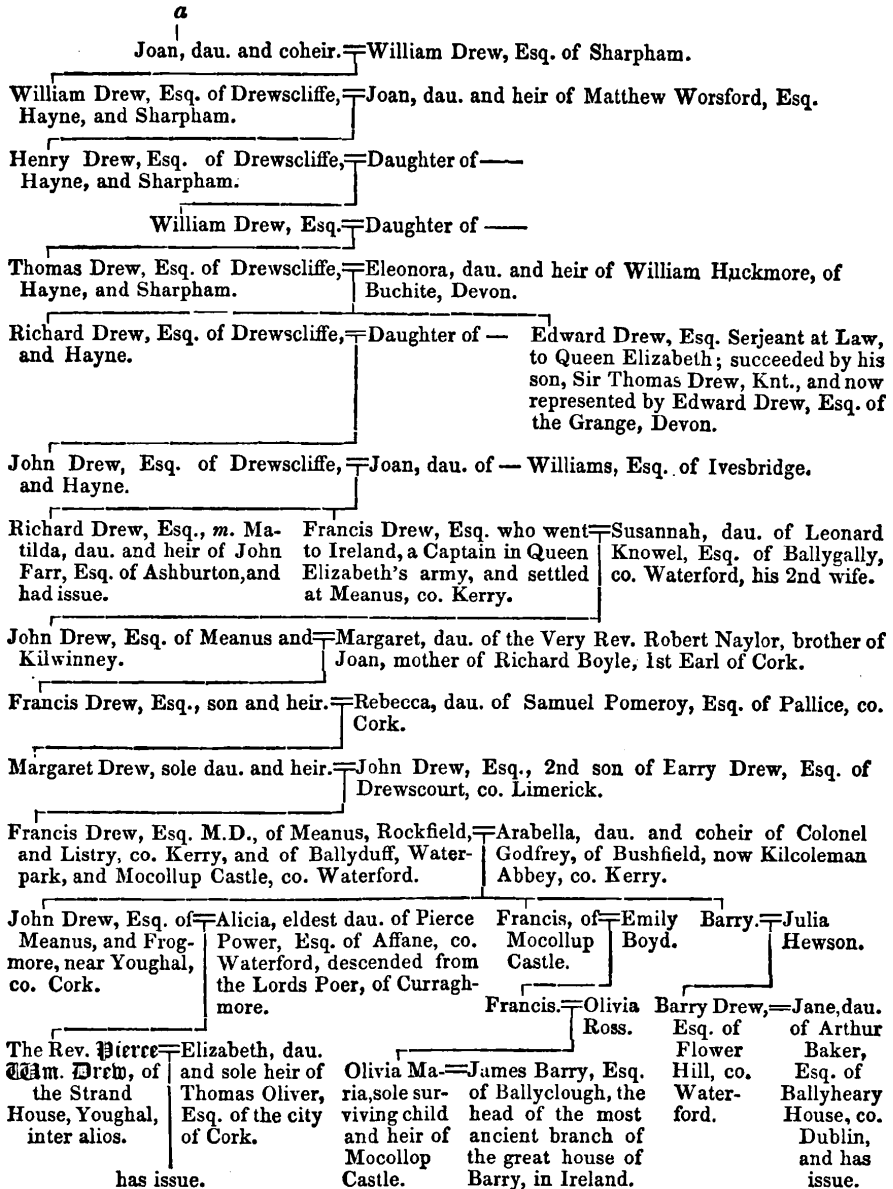 a
Joan, dau. and coheir.=William Drew, Esq. of Sharpham.
William Drew, Esq. of Drewscliffe,=Joan, dau. and heir of Matthew Worsford, Esq.
Hayne, and Sharpham.
Henry Drew, Esq. of Drewscliffe,=Daughter of ——
Hayne, and Sharpham.
William Drew, Esq.=Daughter of ——
Thomas Drew, Esq. of Drewscliffe,=Eleonora, dau. and heir of William Huckmore, of
Hayne, and Sharpham. Buchite, Devon.
Richard Drew, Esq. of Drewscliffe,=Daughter of —
and Hayne.
Edward Drew, Esq. Serjeant at Law,
to Queen Elizabeth; succeeded by his
son, Sir Thomas Drew, Knt., and now
represented by Edward Drew, Esq. of
the Grange, Devon.
John Drew, Esq. of Drewscliffe,=Joan, dau. of — Williams, Esq. of Ivesbridge.
and Hayne.
Richard Drew, Esq., m. Ma-
tilda, dau. and heir of John
Farr, Esq. of Ashburton, and
had issue.
Francis Drew, Esq. who went=
to Ireland, a Captain in Queen
Elizabeth's army, and settled
at Meanus, co. Kerry.
Susannah, dau. of Leonard
Knowel, Esq. of Ballygally,
co. Waterford, his 2nd wife.
John Drew, Esq. of Meanus and=Margaret, dau. of the Very Rev. Robert Naylor, brother of
Kilwinney. Joan, mother of Richard Boyle, 1st Earl of Cork.
Francis Drew, Esq., son and heir.=Rebecca, dau. of Samuel Pomeroy, Esq. of Pallice, co.
Cork.
Margaret Drew, sole dau. and heir.=John Drew, Esq., 2nd son of Barry Drew, Esq. of
Drewscourt, co. Limerick.
Francis Drew, Esq. M.D., of Meanus, Rockfield,=Arabella, dau. and coheir of Colonel
and Listry, co. Kerry, and of Ballyduff, Water- Godfrey, of Bushfield, now Kilcoleman
park, and Mocollup Castle, co. Waterford. Abbey, co. Kerry.
John Drew, Esq. of=
Meanus, and Frog-
more, near Youghal,
co. Cork.
Alicia, eldest dau. of Pierce
Power, Esq. of Affane, co.
Waterford, descended from
the Lords Poer, of Curragh-
more.
Francis, of=
Mocollup
Castle.
Emily
Boyd.
Barry.=Julia
Hewson.
Francis.=Olivia
Ross.
Barry Drew,=
Esq. of
Flower
Hill, co.
Water-
ford.
Jane, dau.
of Arthur
Baker,
Esq. of
Ballyheary
House, co.
Dublin,
and has
issue.
The Rev. Pierce=
Wm. Drew, of
the Strand
House, Youghal,
inter alios.
Elizabeth, dau.
and sole heir of
Thomas Oliver,
Esq. of the city
of Cork.
has issue.
Olivia Ma-=
ria, sole sur-
viving child
and heir of
Mocollop
Castle.
James Barry, Esq.
of Ballyclough, the
head of the most
ancient branch of
the great house of
Barry, in Ireland.